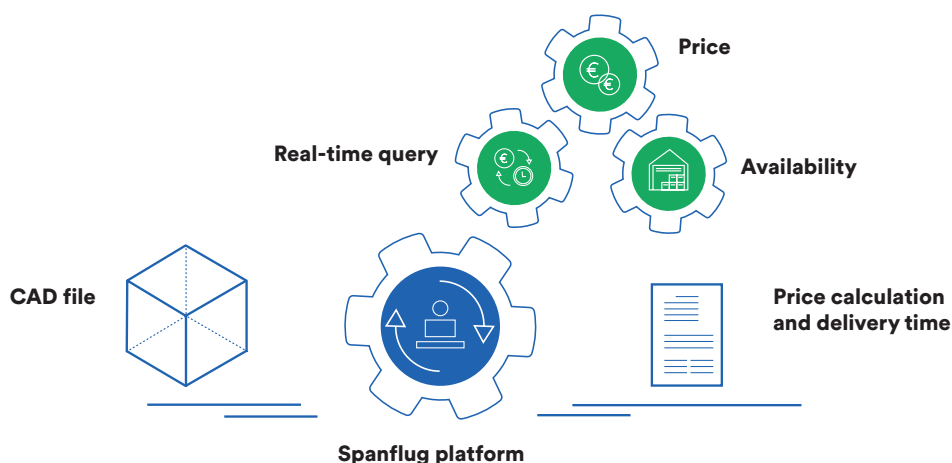 Price
Real-time query
Availability
CAD file
Price calculation
and delivery time
Spanflug platform
€
€
€